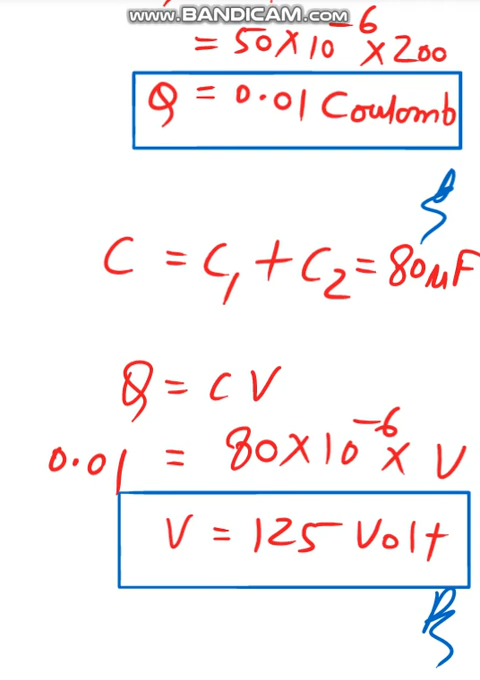 www.BANDICAM.com
= 50 × 10⁻⁶ × 200
Q = 0.01 Coulomb
C = C₁ + C₂ = 80μF
Q = C V
0.01 = 80 × 10⁻⁶ × V
V = 125 Volt